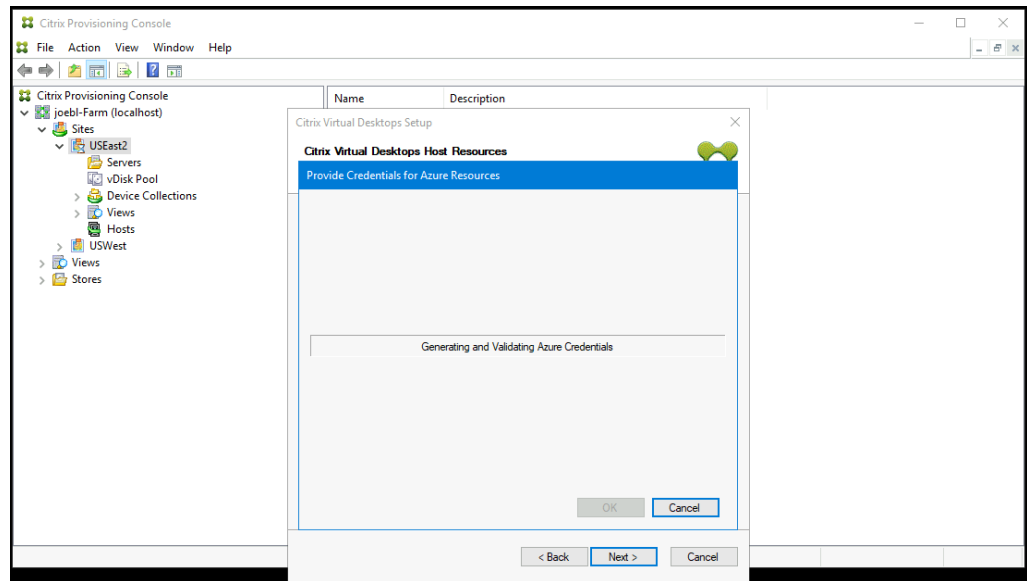 Citrix Provisioning Console
File Action View Window Help
Citrix Provisioning Console
joebl-Farm (localhost)
Sites
USEast2
Servers
vDisk Pool
Device Collections
Views
Hosts
USWest
Views
Stores
Name Description
Citrix Virtual Desktops Setup
Citrix Virtual Desktops Host Resources
Provide Credentials for Azure Resources
Generating and Validating Azure Credentials
OK Cancel
< Back Next > Cancel